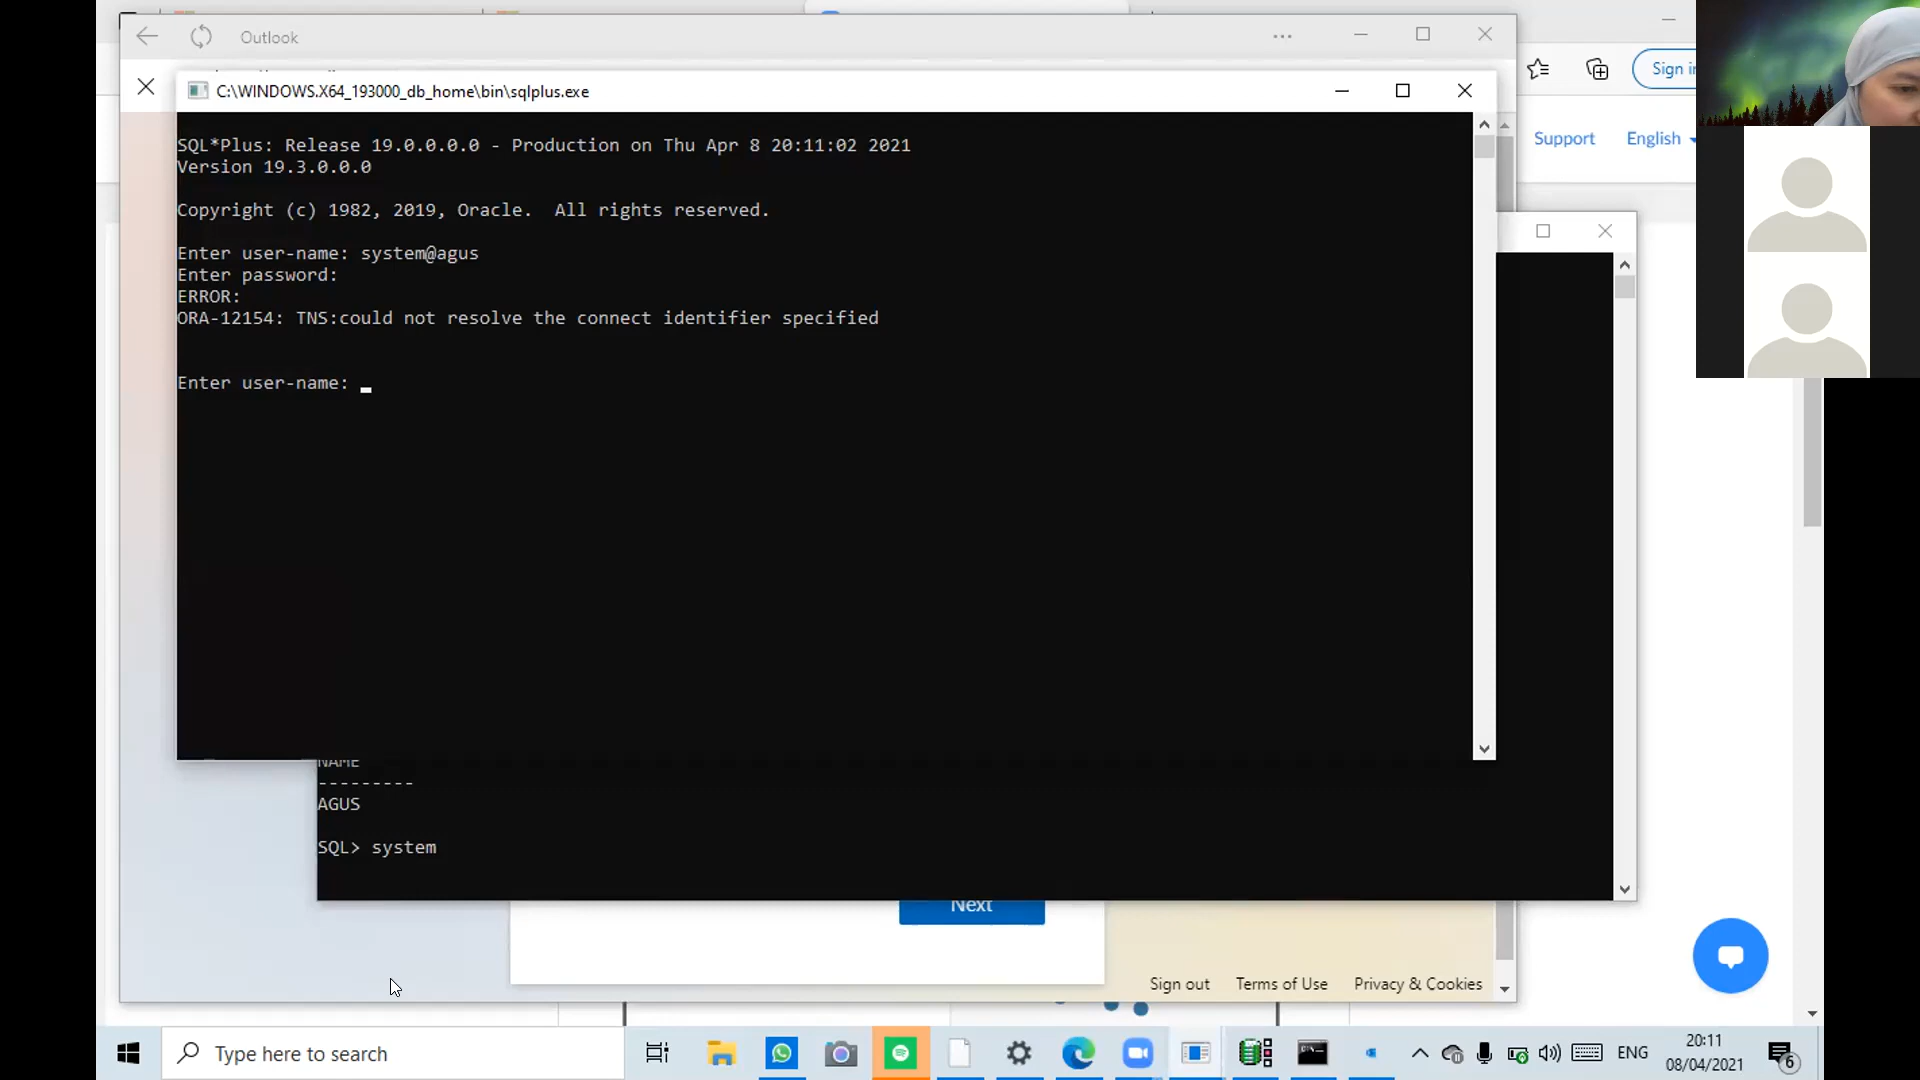 Outlook
C:\WINDOWS.X64_193000_db_home\bin\sqlplus.exe
Sign in
Support
English
SQL*Plus: Release 19.0.0.0.0 - Production on Thu Apr 8 20:11:02 2021
Version 19.3.0.0.0
Copyright (c) 1982, 2019, Oracle.  All rights reserved.
Enter user-name: system@agus
Enter password:
ERROR:
ORA-12154: TNS:could not resolve the connect identifier specified
Enter user-name:
NAME
---------
AGUS
SQL> system
Next
Sign out
Terms of Use
Privacy & Cookies
Type here to search
ENG
20:11
08/04/2021
6